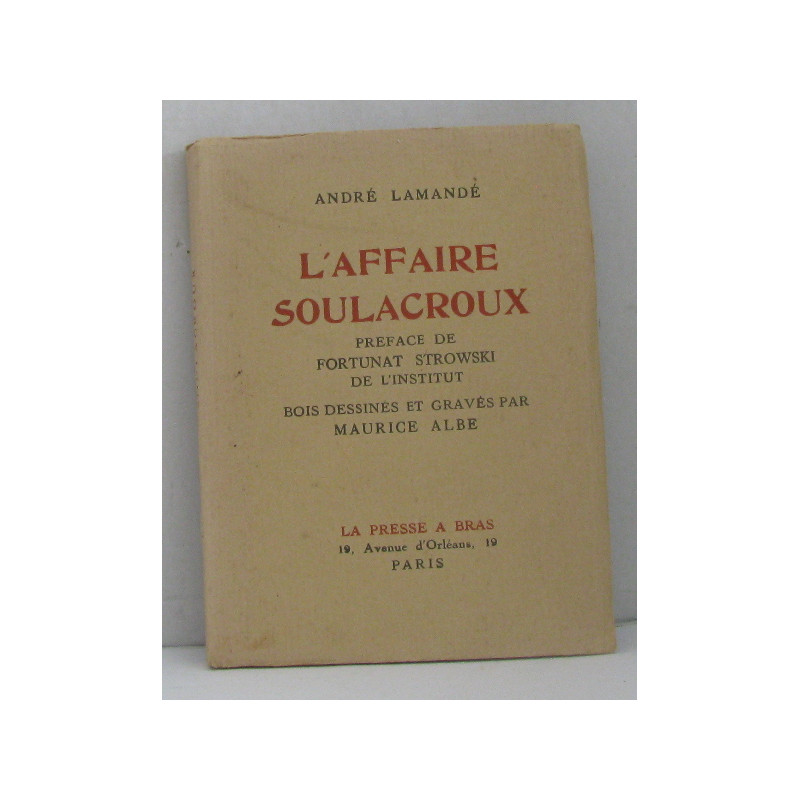 ANDRÉ LAMANDÉ
L'AFFAIRE
SOULACROUX
PREFACE DE
FORTUNAT STROWSKI
DE L'INSTITUT
BOIS DESSINÉS ET GRAVÉS PAR
MAURICE ALBE
LA PRESSE A BRAS
19, Avenue d'Orléans, 19
PARIS